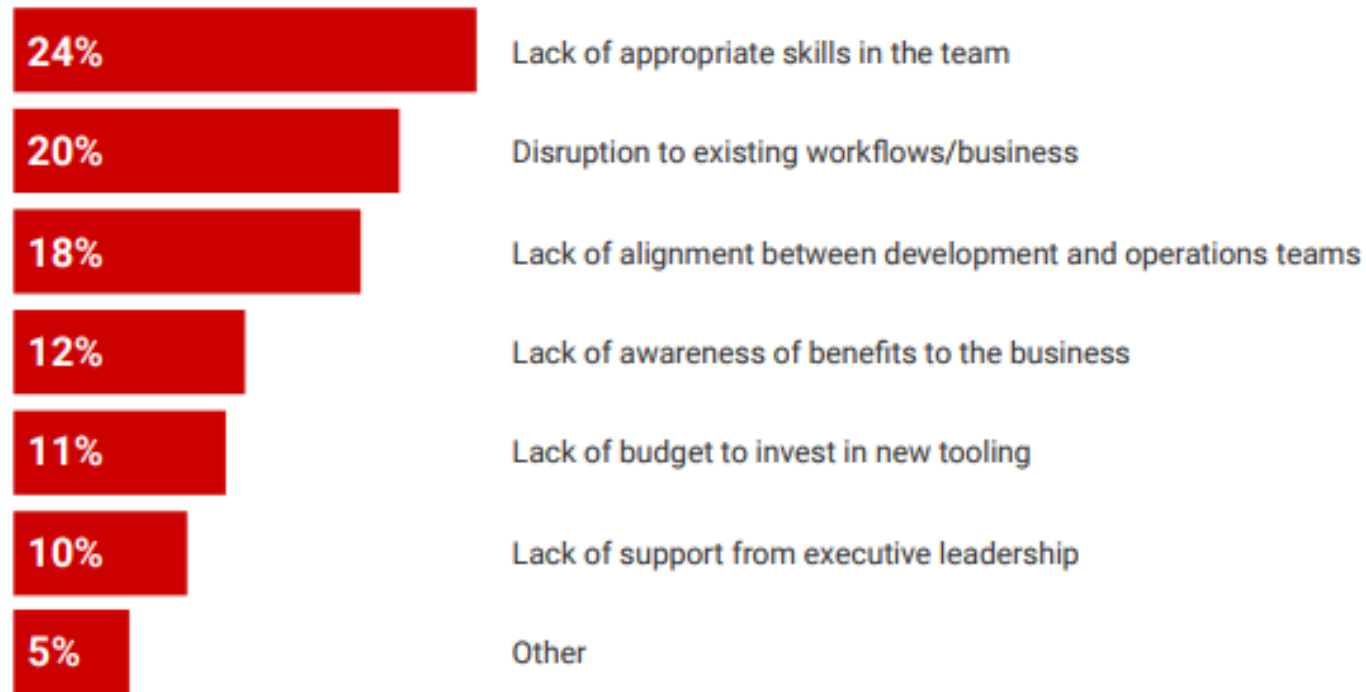 24% Lack of appropriate skills in the team
20% Disruption to existing workflows/business
18% Lack of alignment between development and operations teams
12% Lack of awareness of benefits to the business
11% Lack of budget to invest in new tooling
10% Lack of support from executive leadership
5% Other